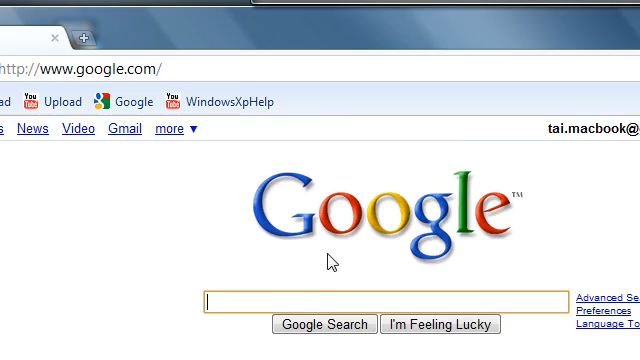 http://www.google.com/
ad Upload Google WindowsXpHelp
s News Video Gmail more ▼ tai.macbook@
Google™
Advanced Se
Google Search I'm Feeling Lucky Preferences
Language To